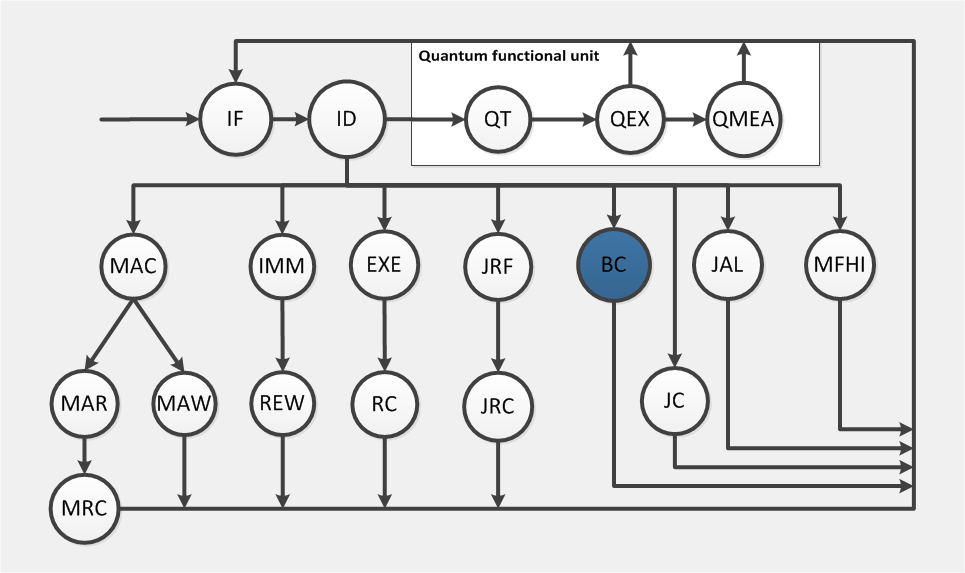 Quantum functional unit
IF
ID
QT
QEX
QMEA
MAC
IMM
EXE
JRF
BC
JAL
MFHI
MAR
MAW
REW
RC
JRC
JC
MRC